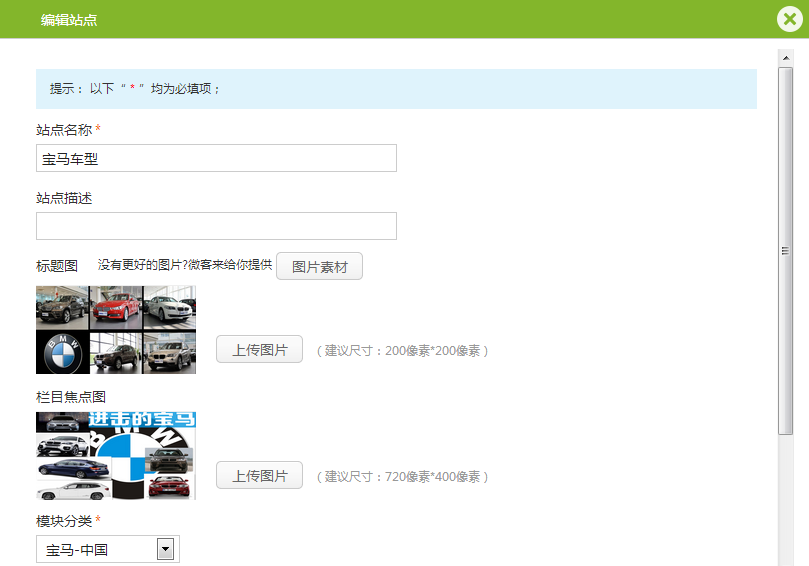 编辑站点
提示： 以下 “ * ” 均为必填项；
站点名称 *
宝马车型
站点描述
标题图 没有更好的图片?微客来给你提供 图片素材
BMW
上传图片 （ 建议尺寸：200像素*200像素 ）
栏目焦点图
进击的宝马
BMW
上传图片 （ 建议尺寸：720像素*400像素 ）
模块分类 *
宝马-中国